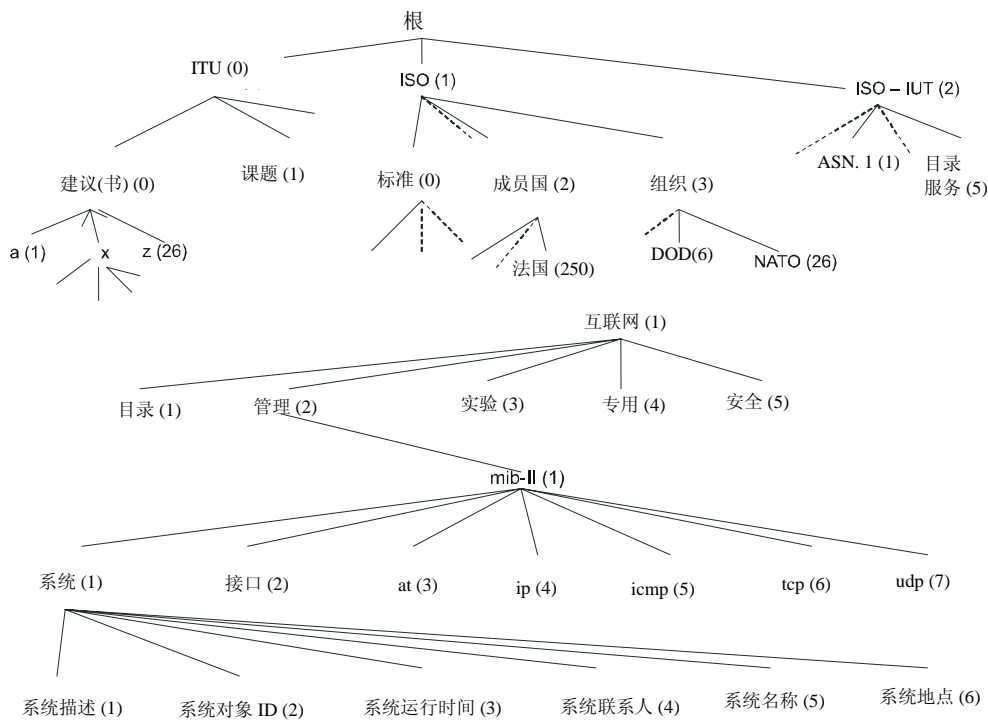 根
ITU (0)
ISO (1)
ISO – IUT (2)
建议(书) (0)
课题 (1)
标准 (0)
成员国 (2)
组织 (3)
ASN. 1 (1)
目录
服务 (5)
a (1)
x
z (26)
法国 (250)
DOD(6)
NATO (26)
互联网 (1)
目录 (1)
管理 (2)
实验 (3)
专用 (4)
安全 (5)
mib-II (1)
系统 (1)
接口 (2)
at (3)
ip (4)
icmp (5)
tcp (6)
udp (7)
系统描述 (1)
系统对象 ID (2)
系统运行时间 (3)
系统联系人 (4)
系统名称 (5)
系统地点 (6)